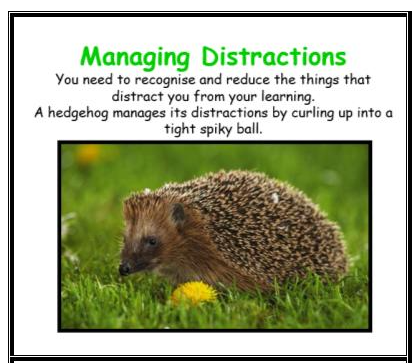 Managing Distractions
You need to recognise and reduce the things that
distract you from your learning.
A hedgehog manages its distractions by curling up into a
tight spiky ball.